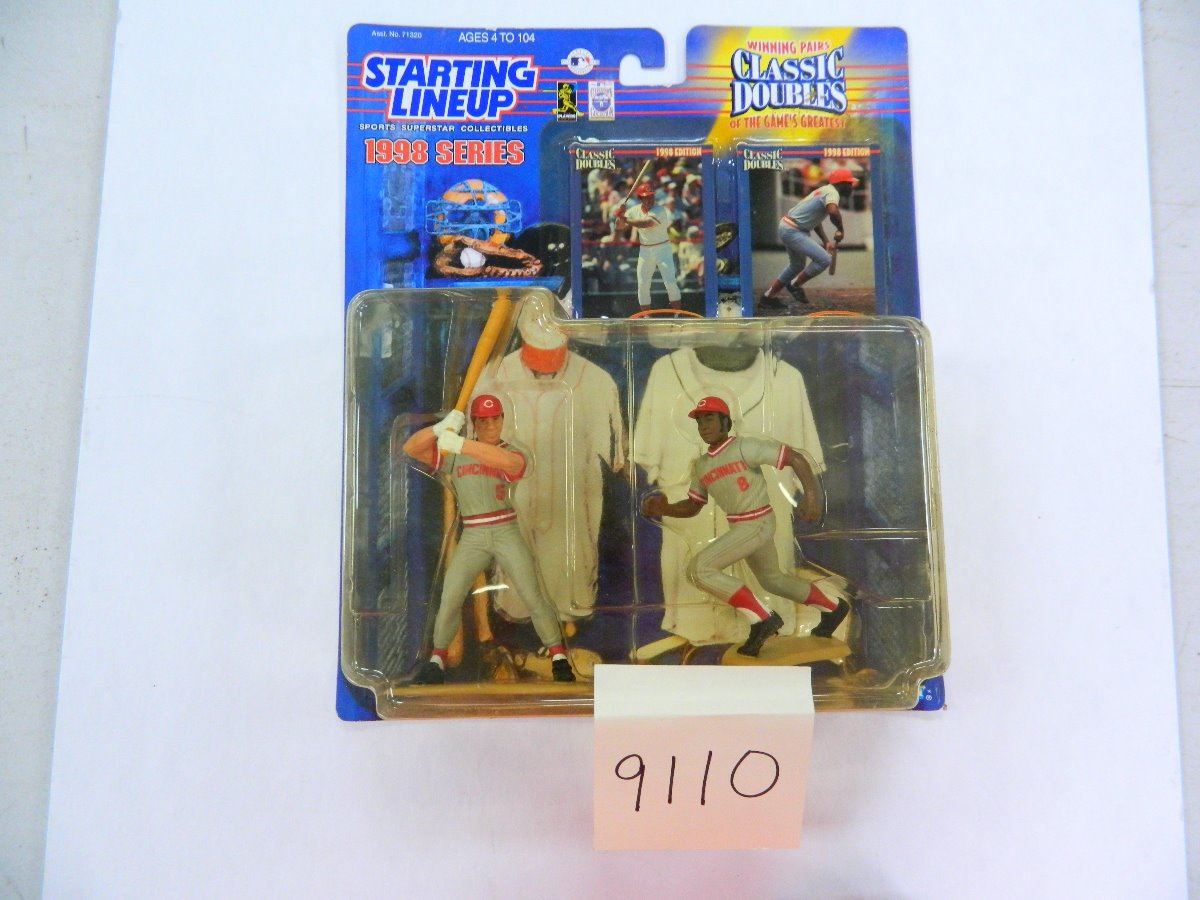 Asst. No. 71320
AGES 4 TO 104
STARTING
LINEUP
SPORTS SUPERSTAR COLLECTIBLES
1998 SERIES
WINNING PAIRS
CLASSIC
DOUBLES
OF THE GAME'S GREATEST
CLASSIC
DOUBLES
1998 EDITION
CLASSIC
DOUBLES
1998 EDITION
C
CINCINNATI
5
C
CINCINNATI
8
9110